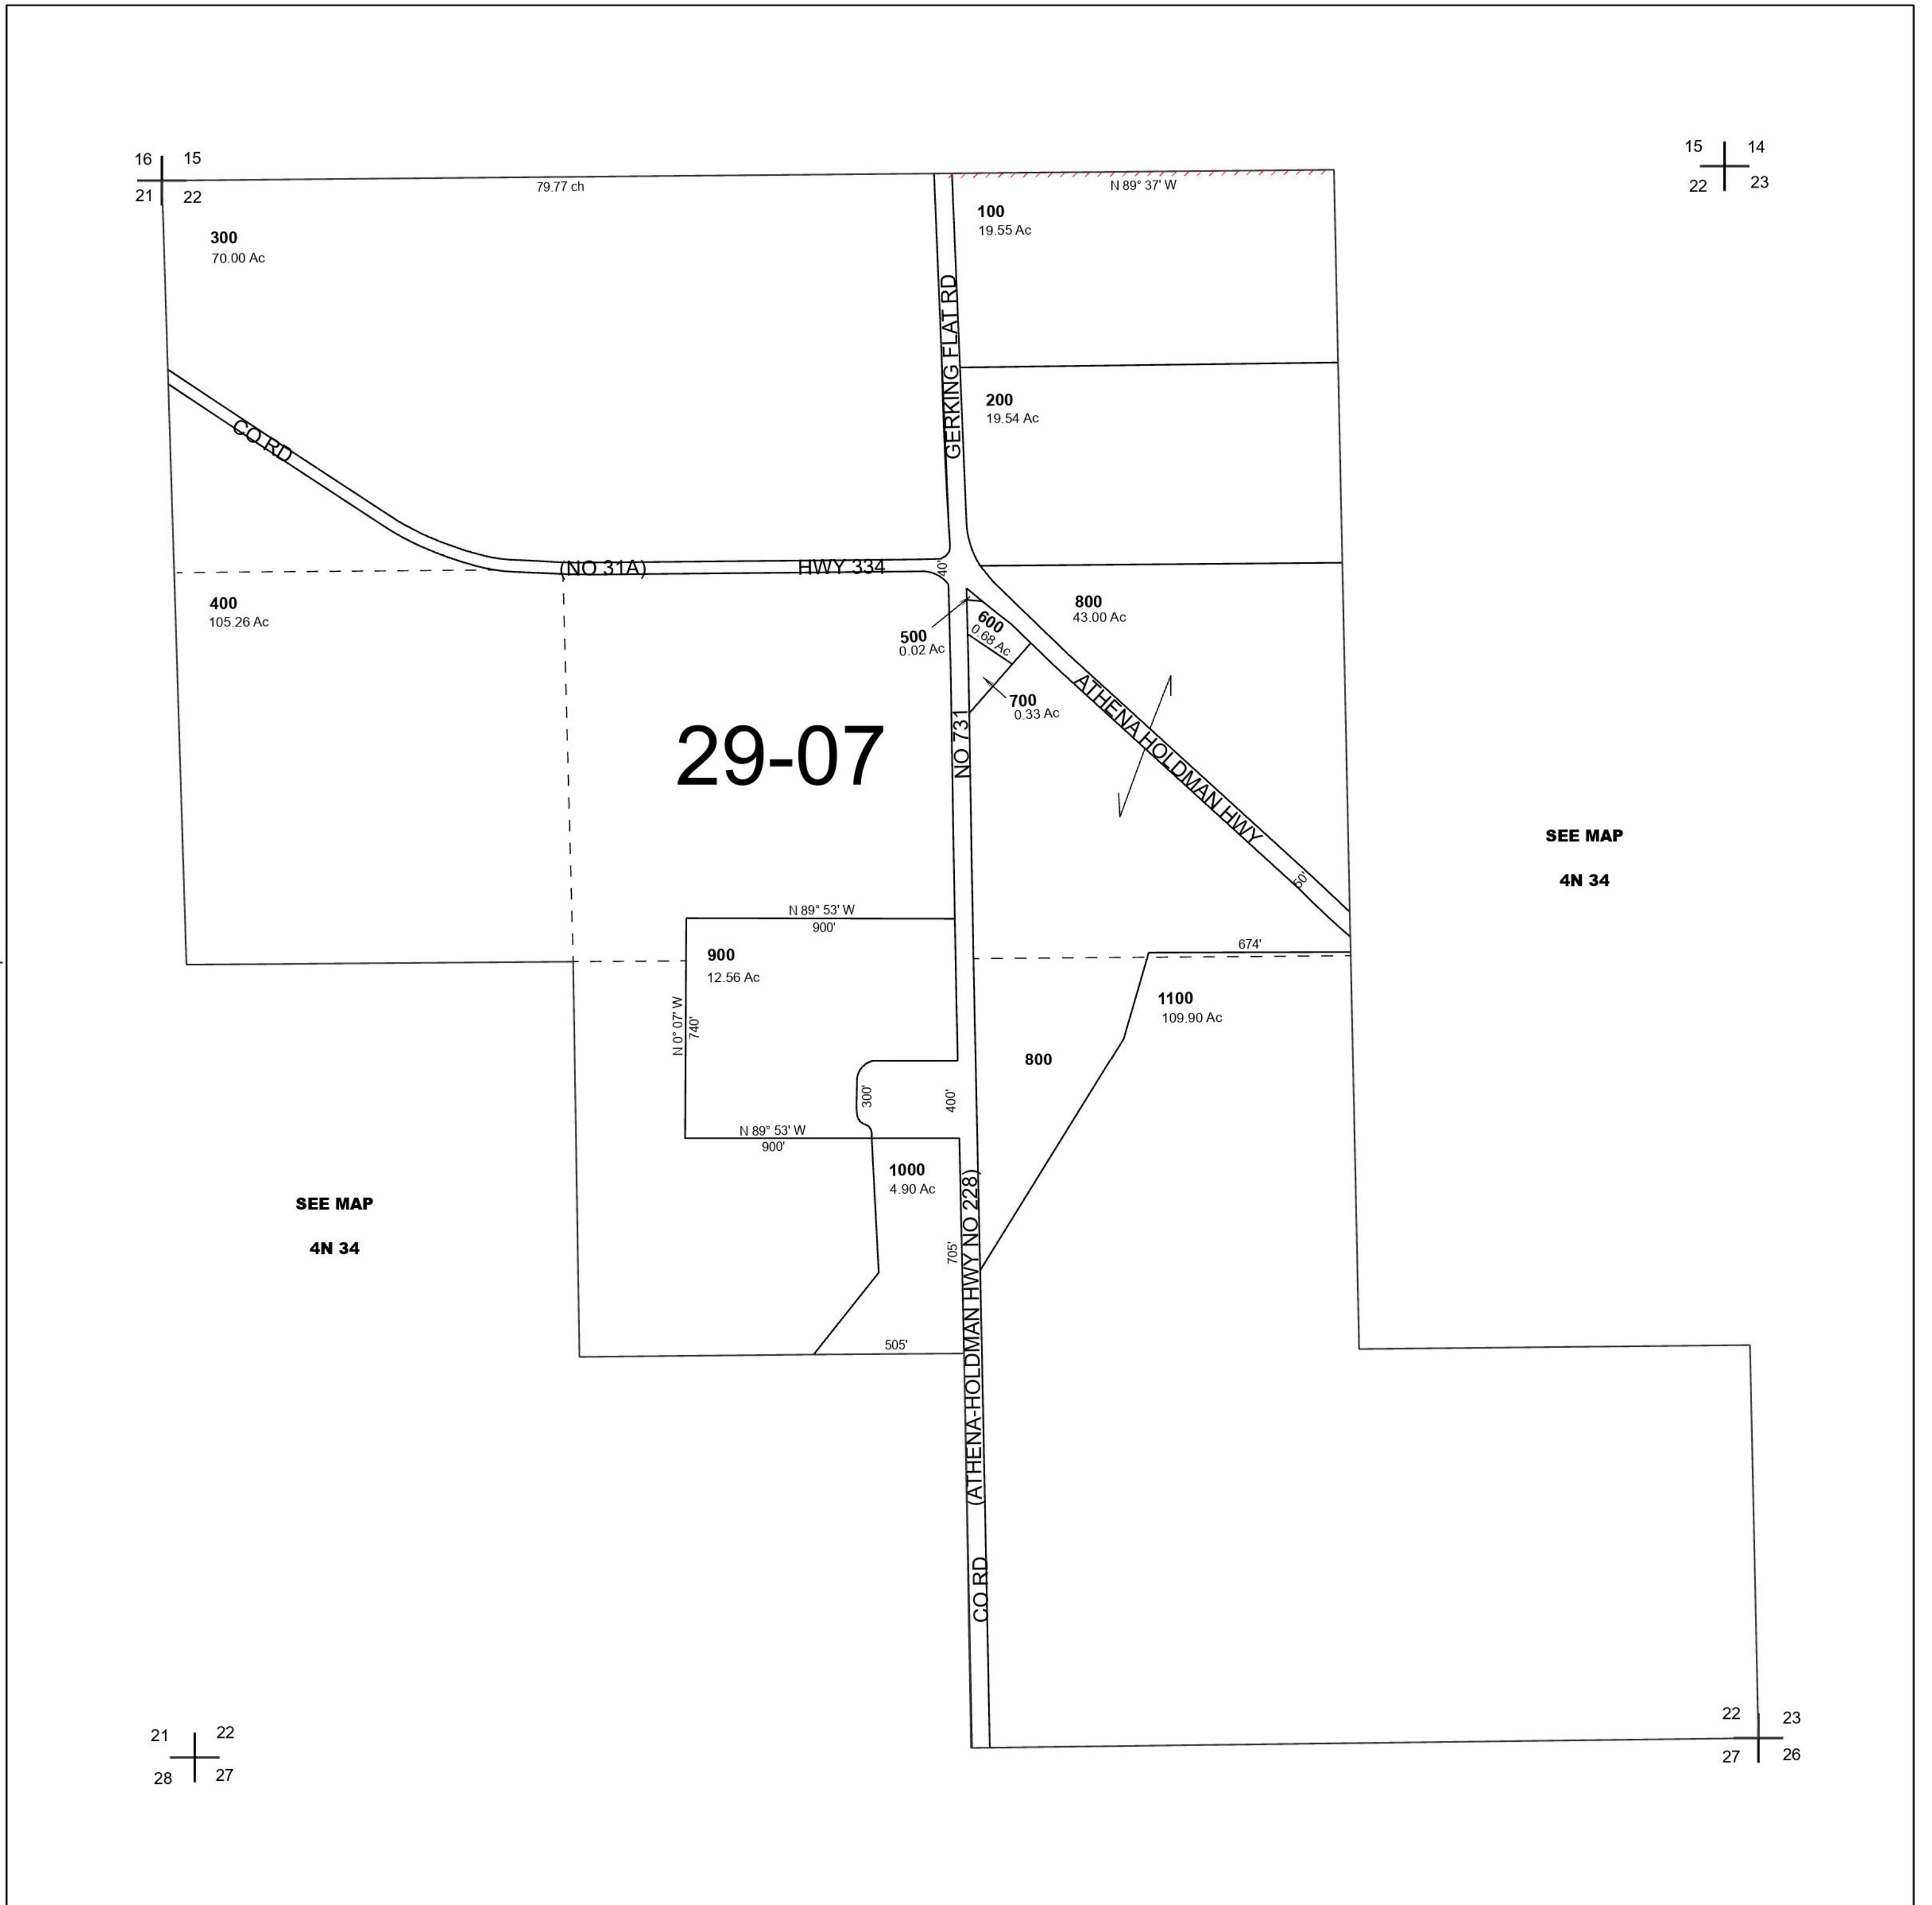 16 15
15 14
21 22
22 23
79.77 ch
N 89° 37' W
100
19.55 Ac
300
70.00 Ac
GERKING FLAT RD
200
19.54 Ac
CO RD
(NO 31A)
HWY 334
40'
400
105.26 Ac
800
43.00 Ac
600
0.68 Ac
500
0.02 Ac
700
0.33 Ac
29-07
NO 731
ATHENA HOLDMAN HWY
60'
SEE MAP
4N 34
N 89° 53' W
900'
674'
900
12.56 Ac
1100
109.90 Ac
N 0° 07' W
740'
800
300'
400'
N 89° 53' W
900'
1000
4.90 Ac
SEE MAP
4N 34
705'
(ATHENA-HOLDMAN HWY NO 228)
505'
CO RD
21 22
28 27
22 23
27 26